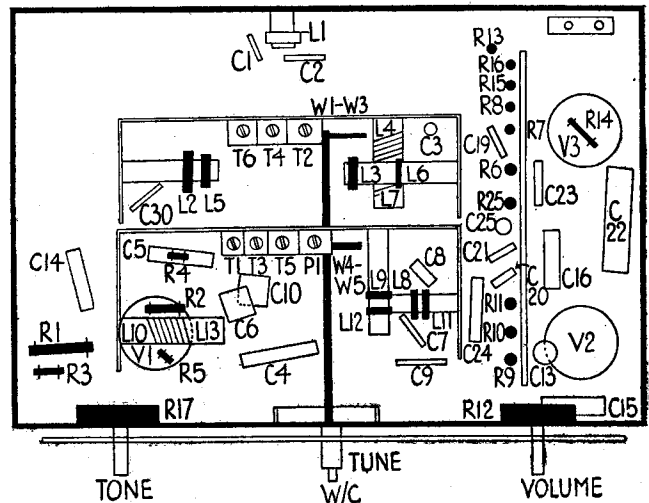 L1
C1
C2
R13
R16
R15
R8
R7
R14
V3
C19
W1-W3
T6 T4 T2
L4
C3
L3
L6
L7
R6
C23
C22
L2 L5
C30
R25
C25
C5
R4
T1 T3 T5 P1
W4-W5
L9 L8
C8
C21
C20
C16
C14
R2
C10
C6
L10
L13
V1
R5
L12
L11
C7
C24
R11
R10
R9
C13
V2
R1
R3
C4
C9
R17
R12
C15
TONE
TUNE
W/C
VOLUME